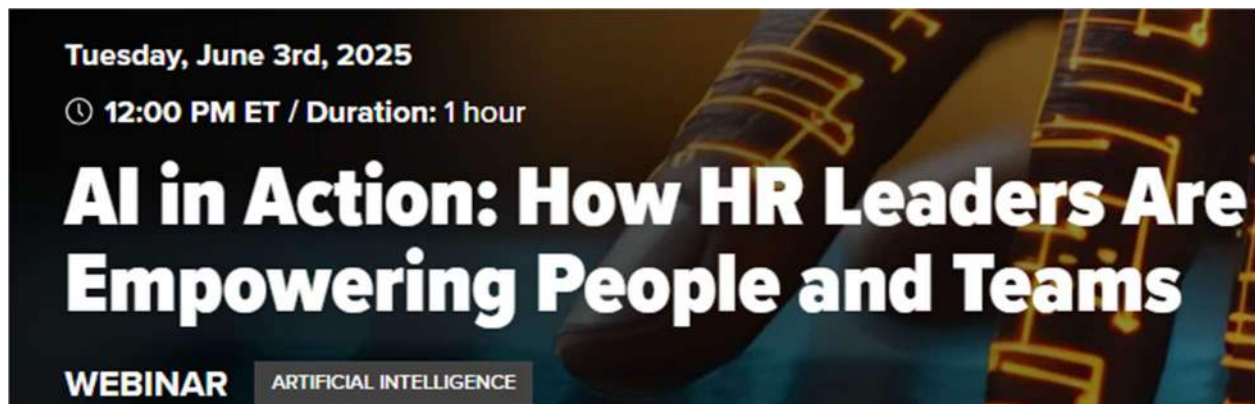 Tuesday, June 3rd, 2025
12:00 PM ET / Duration: 1 hour
AI in Action: How HR Leaders Are
Empowering People and Teams
WEBINAR ARTIFICIAL INTELLIGENCE